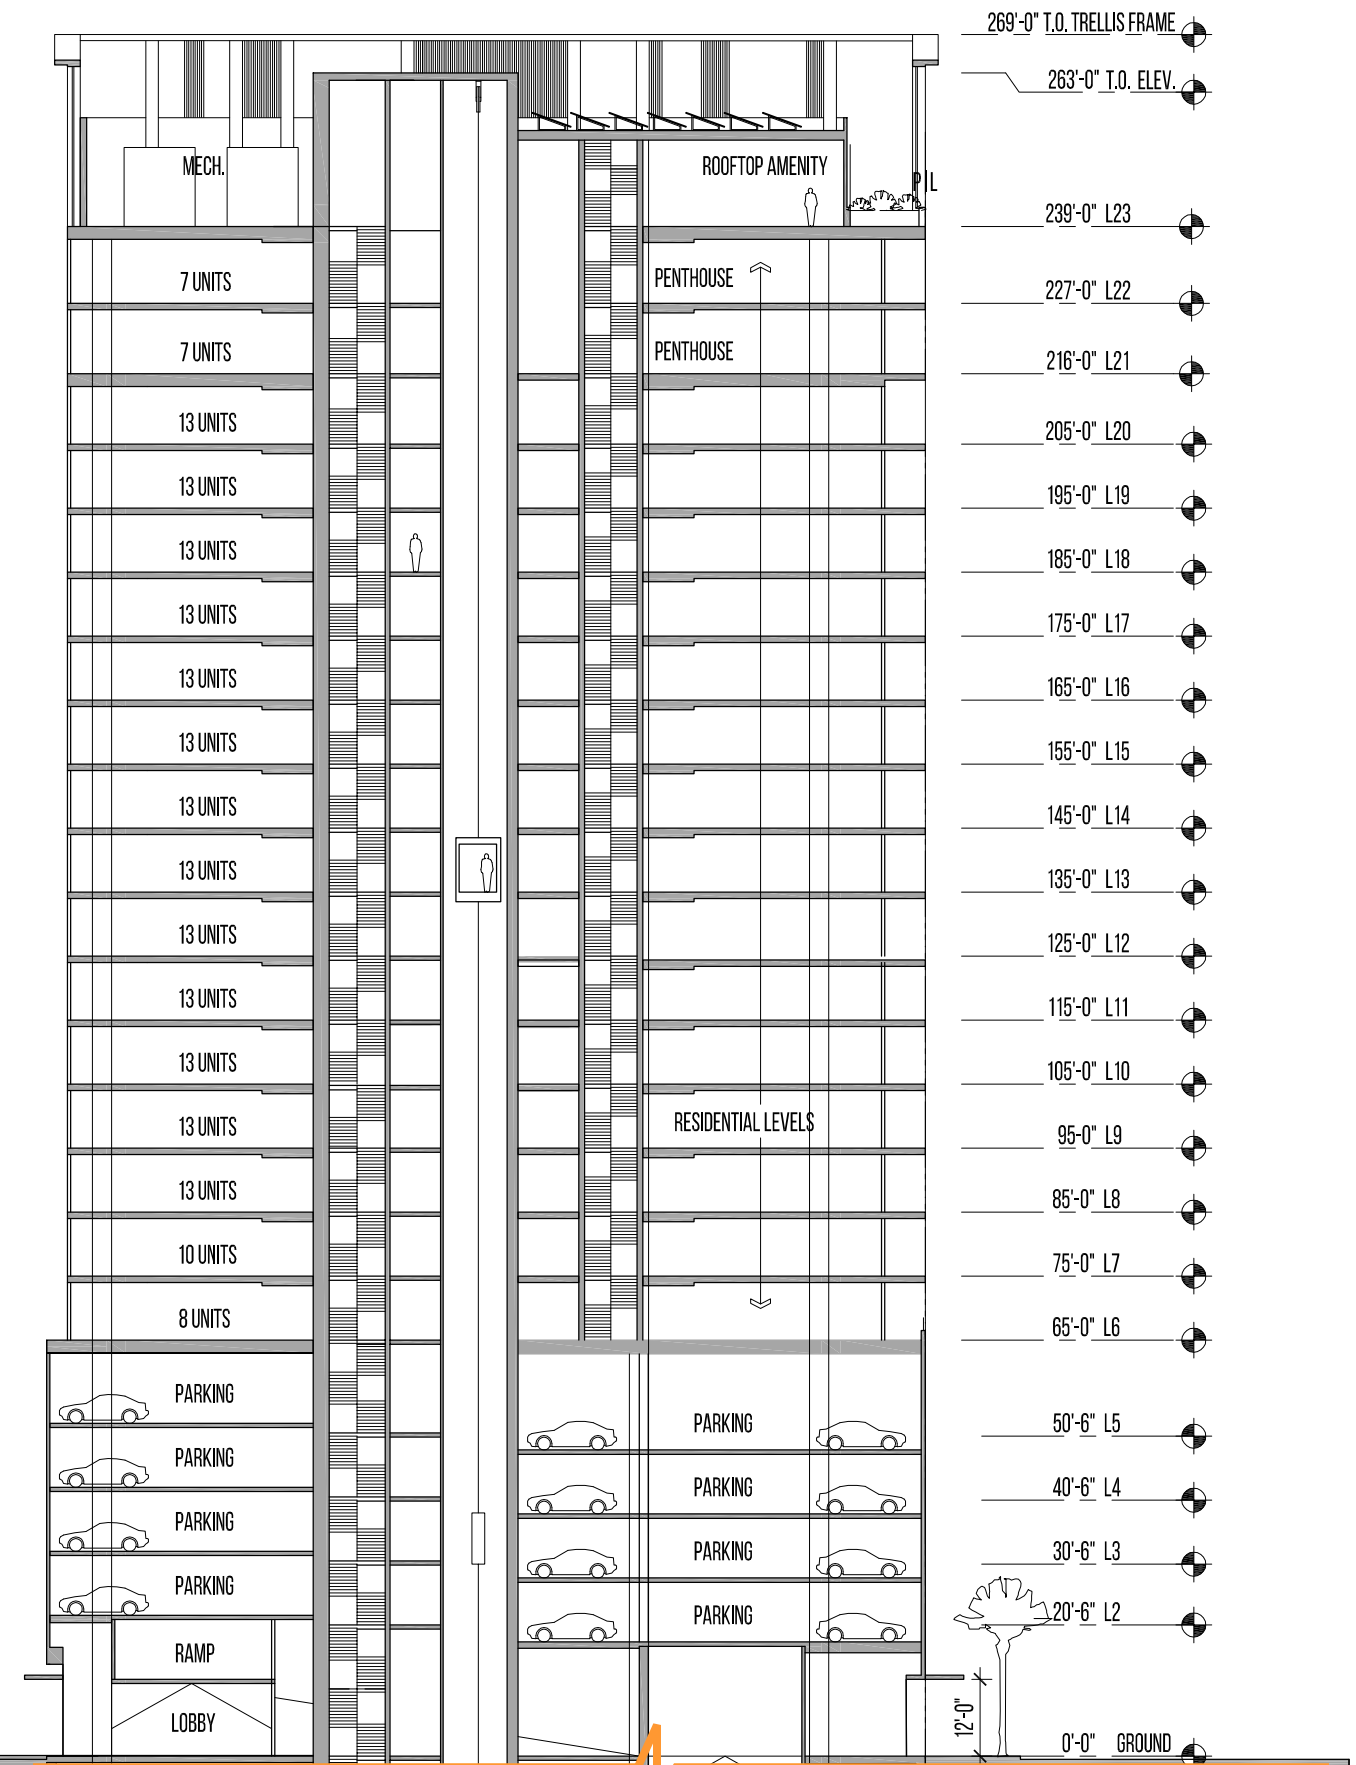 269'-0" T.O. TRELLIS FRAME
263'-0" T.O. ELEV.
MECH.
ROOFTOP AMENITY
P L
239'-0" L23
7 UNITS
PENTHOUSE
227'-0" L22
7 UNITS
PENTHOUSE
216'-0" L21
13 UNITS
205'-0" L20
13 UNITS
195'-0" L19
13 UNITS
185'-0" L18
13 UNITS
175'-0" L17
13 UNITS
165'-0" L16
13 UNITS
155'-0" L15
13 UNITS
145'-0" L14
13 UNITS
135'-0" L13
13 UNITS
125'-0" L12
13 UNITS
115'-0" L11
13 UNITS
105'-0" L10
13 UNITS
RESIDENTIAL LEVELS
95-0" L9
13 UNITS
85'-0" L8
10 UNITS
75'-0" L7
8 UNITS
65'-0" L6
PARKING
PARKING
50'-6" L5
PARKING
PARKING
40'-6" L4
PARKING
PARKING
30'-6" L3
PARKING
PARKING
20'-6" L2
RAMP
LOBBY
12'-0"
0'-0" GROUND